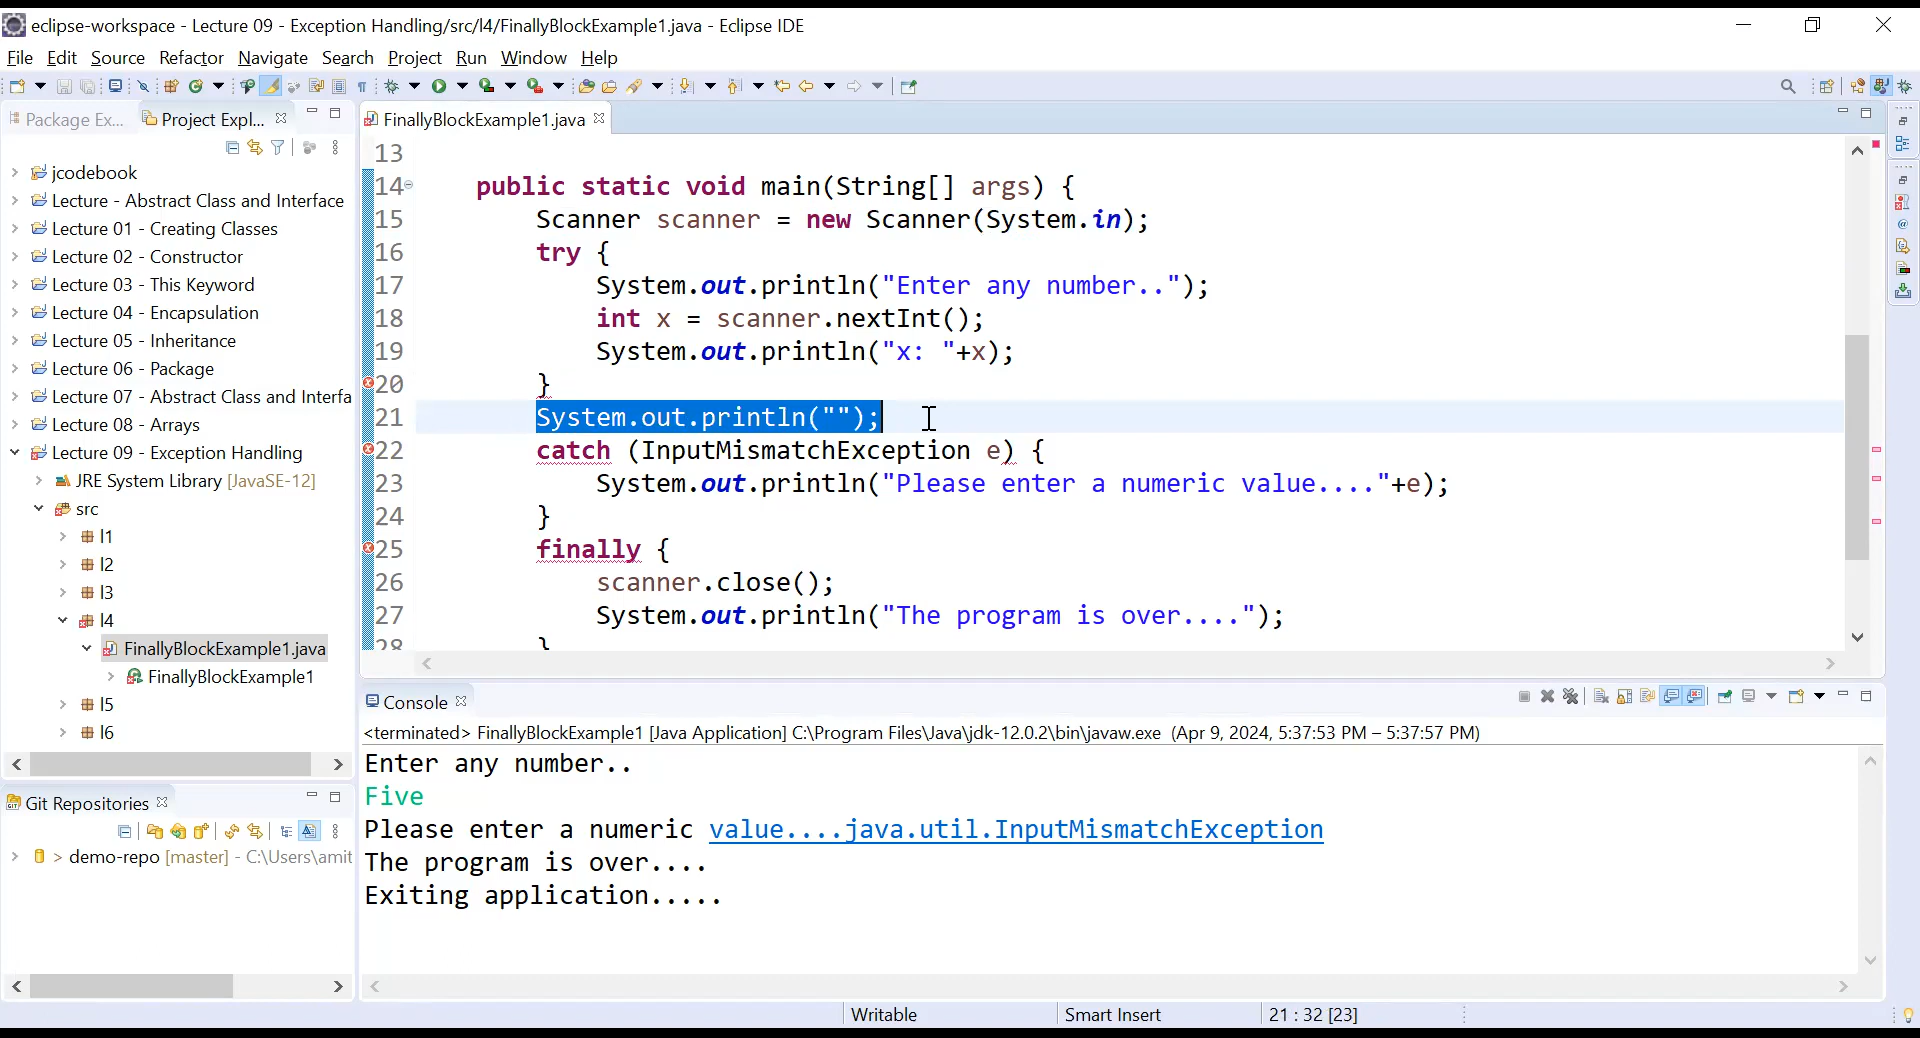 eclipse-workspace - Lecture 09 - Exception Handling/src/l4/FinallyBlockExample1.java - Eclipse IDE
File Edit Source Refactor Navigate Search Project Run Window Help
Package Ex... Project Expl...
jcodebook
Lecture - Abstract Class and Interface
Lecture 01 - Creating Classes
Lecture 02 - Constructor
Lecture 03 - This Keyword
Lecture 04 - Encapsulation
Lecture 05 - Inheritance
Lecture 06 - Package
Lecture 07 - Abstract Class and Interfa
Lecture 08 - Arrays
Lecture 09 - Exception Handling
JRE System Library [JavaSE-12]
src
l1
l2
l3
l4
FinallyBlockExample1.java
FinallyBlockExample1
l5
l6
Git Repositories
> demo-repo [master] - C:\Users\amit
FinallyBlockExample1.java
13
14 public static void main(String[] args) {
15 Scanner scanner = new Scanner(System.in);
16 try {
17 System.out.println("Enter any number..");
18 int x = scanner.nextInt();
19 System.out.println("x: "+x);
20 }
21 System.out.println("");
22 catch (InputMismatchException e) {
23 System.out.println("Please enter a numeric value...."+e);
24 }
25 finally {
26 scanner.close();
27 System.out.println("The program is over....");
28 }
Console
<terminated> FinallyBlockExample1 [Java Application] C:\Program Files\Java\jdk-12.0.2\bin\javaw.exe (Apr 9, 2024, 5:37:53 PM – 5:37:57 PM)
Enter any number..
Five
Please enter a numeric value....java.util.InputMismatchException
The program is over....
Exiting application.....
Writable Smart Insert 21 : 32 [23]